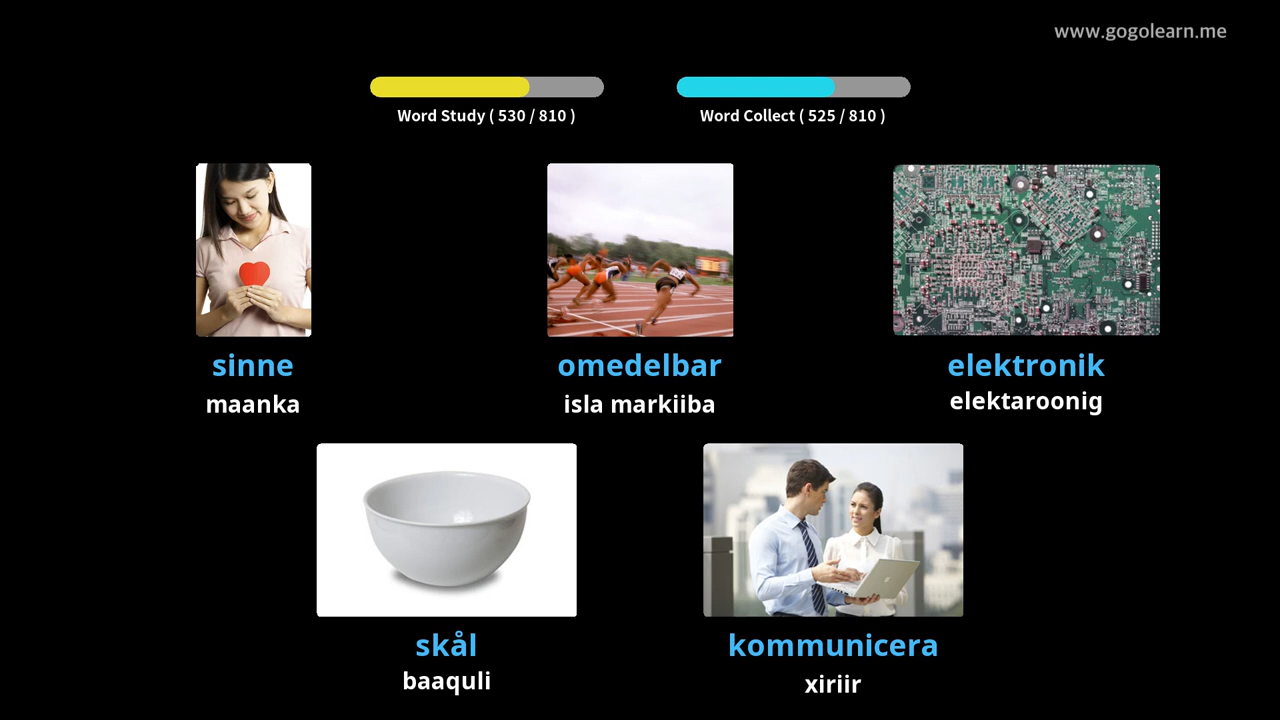 www.gogolearn.me
Word Study ( 530 / 810 )
Word Collect ( 525 / 810 )
sinne
maanka
omedelbar
isla markiiba
elektronik
elektaroonig
skål
baaquli
kommunicera
xiriir